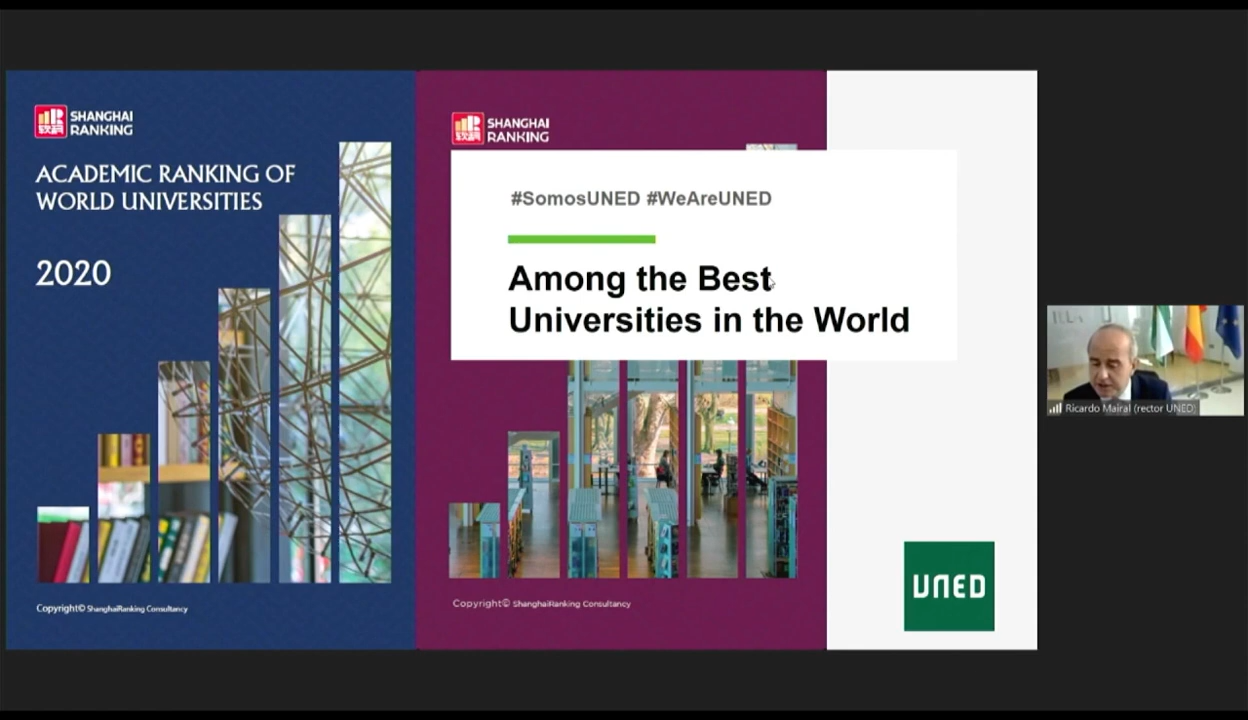 SHANGHAI
RANKING
ACADEMIC RANKING OF
WORLD UNIVERSITIES
2020
Copyright© ShanghaiRanking Consultancy
SHANGHAI
RANKING
#SomosUNED #WeAreUNED
Among the Best
Universities in the World
Copyright© ShanghaiRanking Consultancy
UNED
Ricardo Mairal (rector UNED)